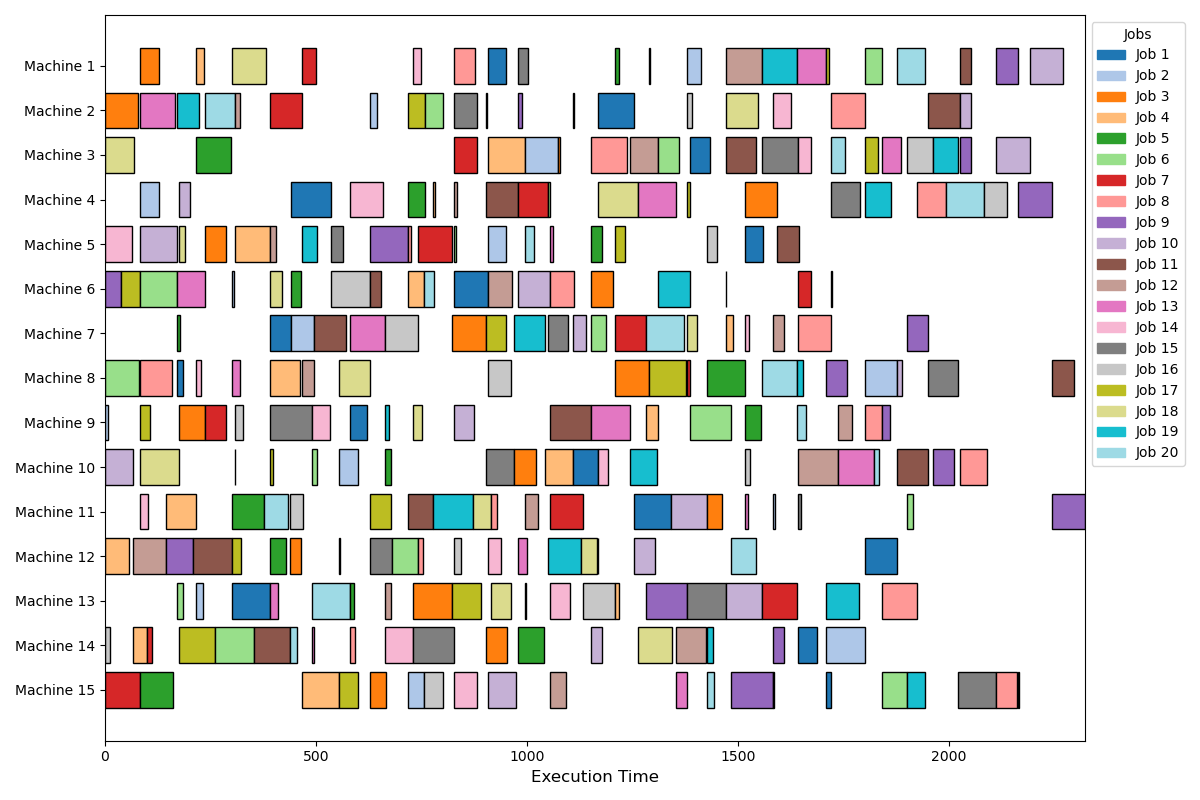 Jobs
Machine 1
Machine 2
Machine 3
Machine 4
Machine 5
Machine 6
Machine 7
Machine 8
Machine 9
Machine 10
Machine 11
Machine 12
Machine 13
Machine 14
Machine 15
Job 1
Job 2
Job 3
Job 4
Job 5
Job 6
Job 7
Job 8
Job 9
Job 10
Job 11
Job 12
Job 13
Job 14
Job 15
Job 16
Job 17
Job 18
Job 19
Job 20
0 500 1000 1500 2000
Execution Time